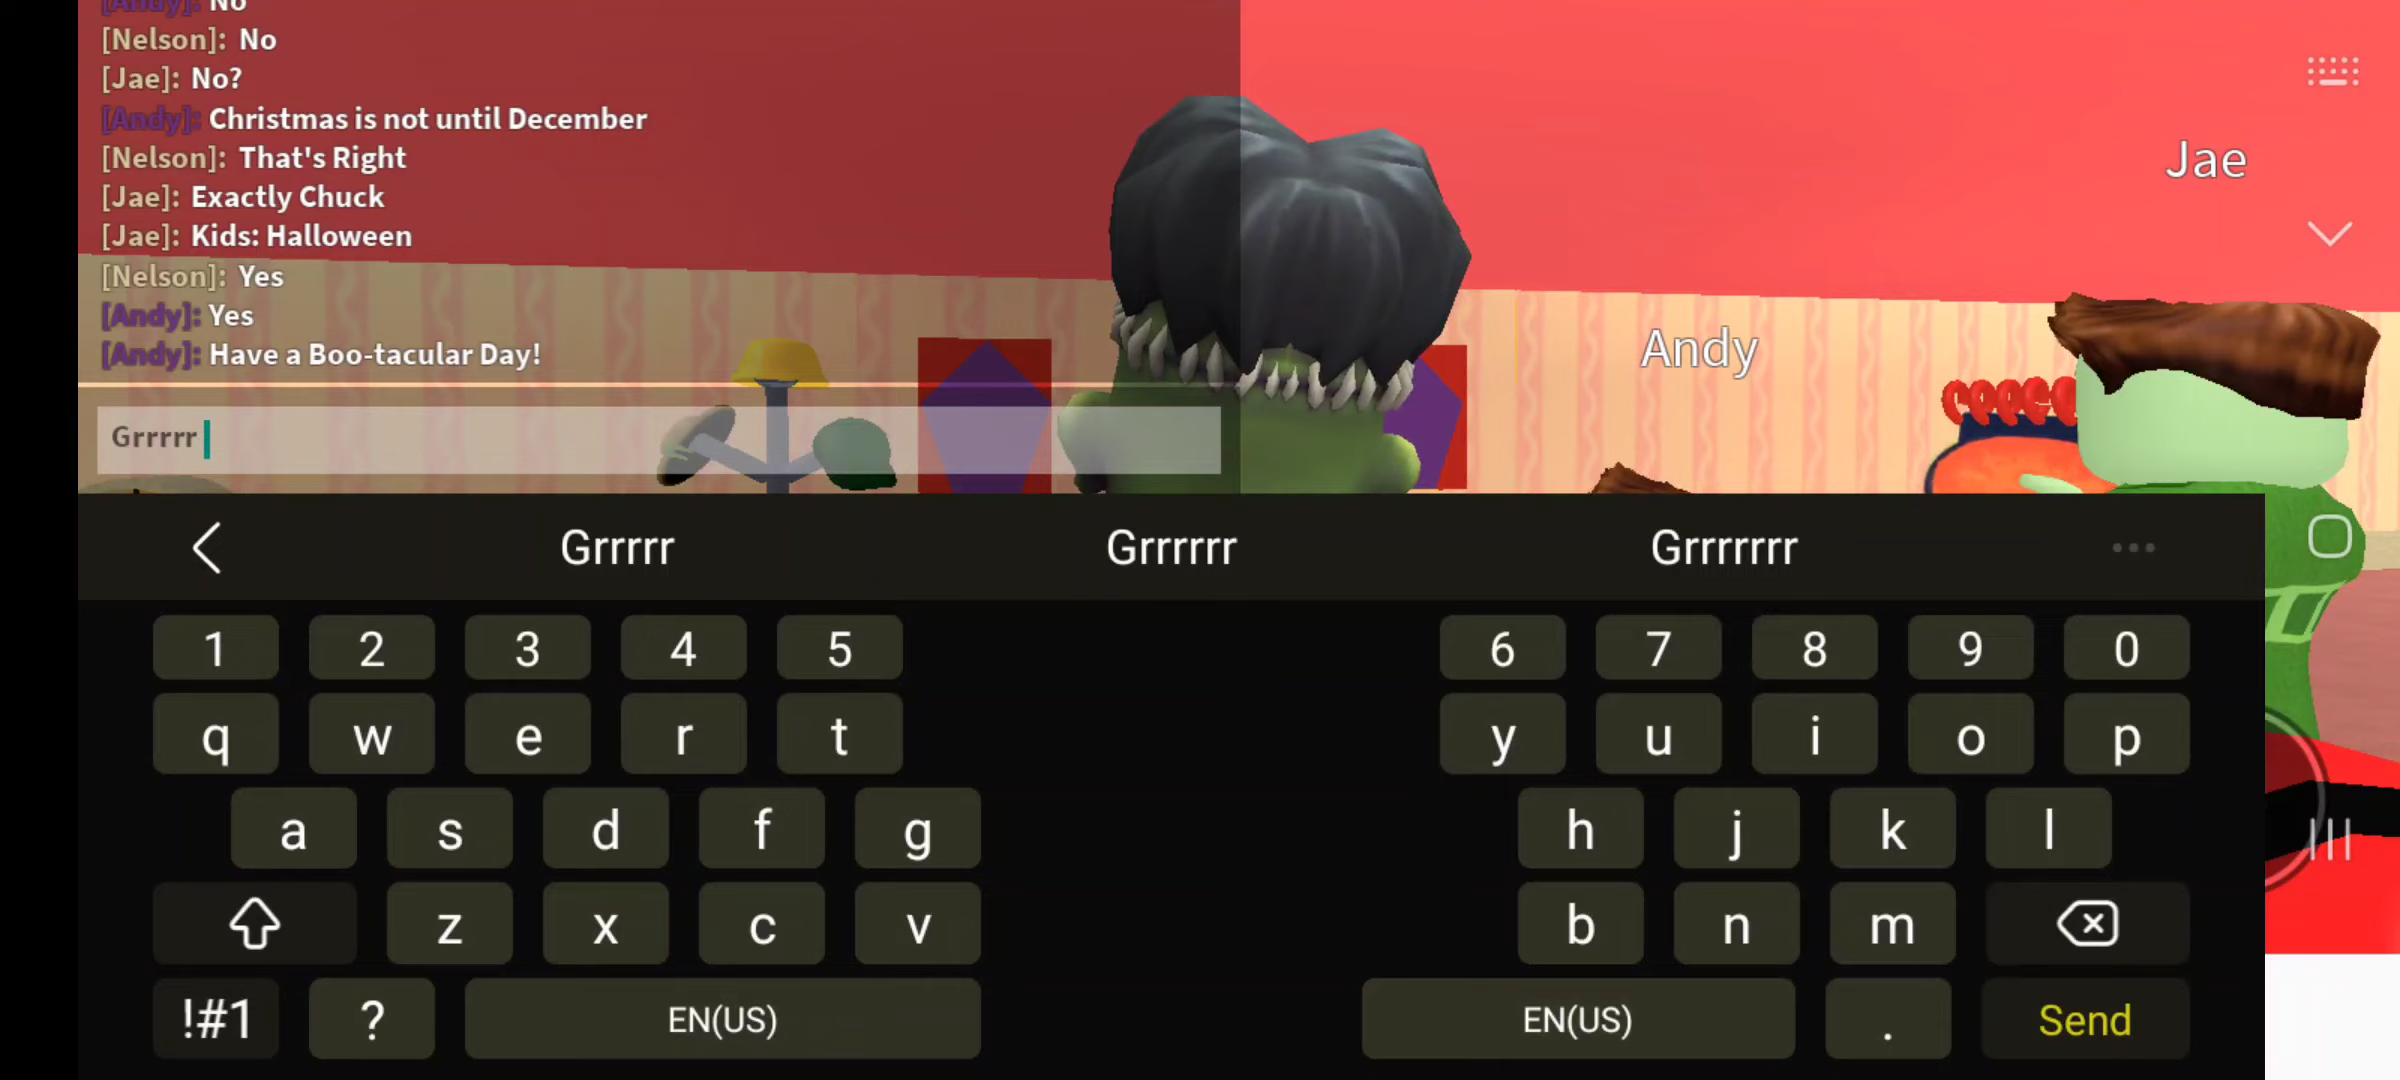 [Andy]: No
[Nelson]: No
[Jae]: No?
[Andy]: Christmas is not until December
[Nelson]: That's Right
[Jae]: Exactly Chuck
[Jae]: Kids: Halloween
[Nelson]: Yes
[Andy]: Yes
[Andy]: Have a Boo-tacular Day!
Jae
Andy
Grrrrr
Grrrrr Grrrrrr Grrrrrrr
1 2 3 4 5 6 7 8 9 0
q w e r t y u i o p
a s d f g h j k l
z x c v b n m
!#1 ? EN(US) EN(US) . Send